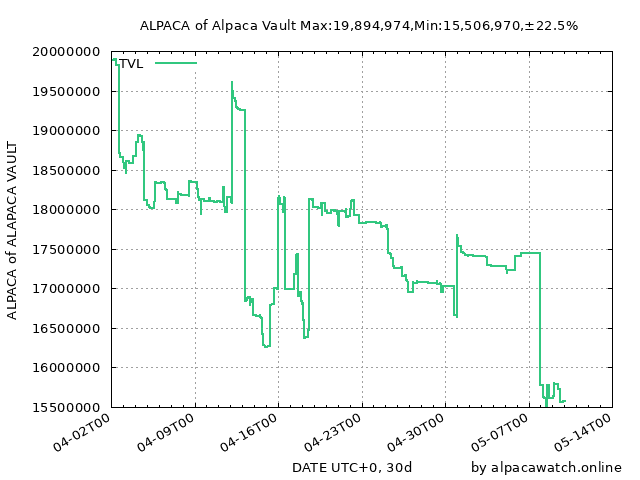 ALPACA of Alpaca Vault Max:19,894,974,Min:15,506,970,±22.5%
TVL
ALPACA of ALAPACA VAULT
20000000
19500000
19000000
18500000
18000000
17500000
17000000
16500000
16000000
15500000
04-02T00
04-09T00
04-16T00
04-23T00
04-30T00
05-07T00
05-14T00
DATE UTC+0, 30d
by alpacawatch.online